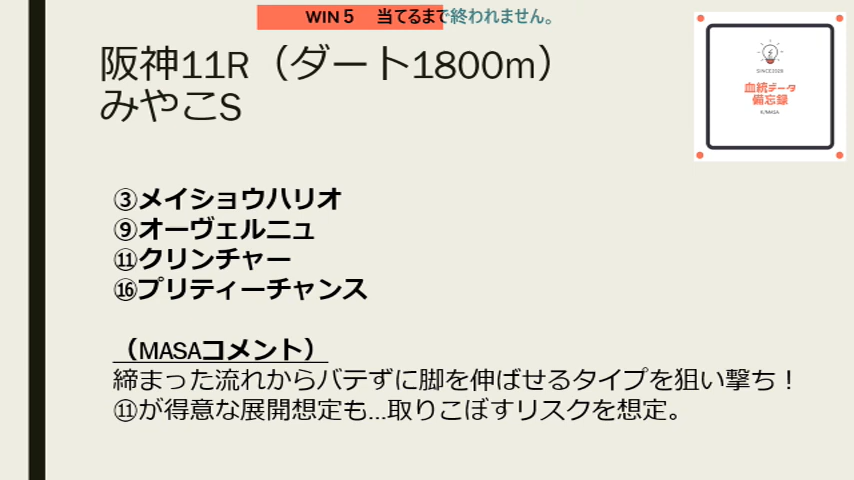 WIN５　当てるまで終われません。
阪神11R（ダート1800m）
みやこS
③メイショウハリオ
⑨オーヴェルニュ
⑪クリンチャー
⑯プリティーチャンス
（MASAコメント）
締まった流れからバテずに脚を伸ばせるタイプを狙い撃ち！
⑪が得意な展開想定も…取りこぼすリスクを想定。
血統データ
備忘録